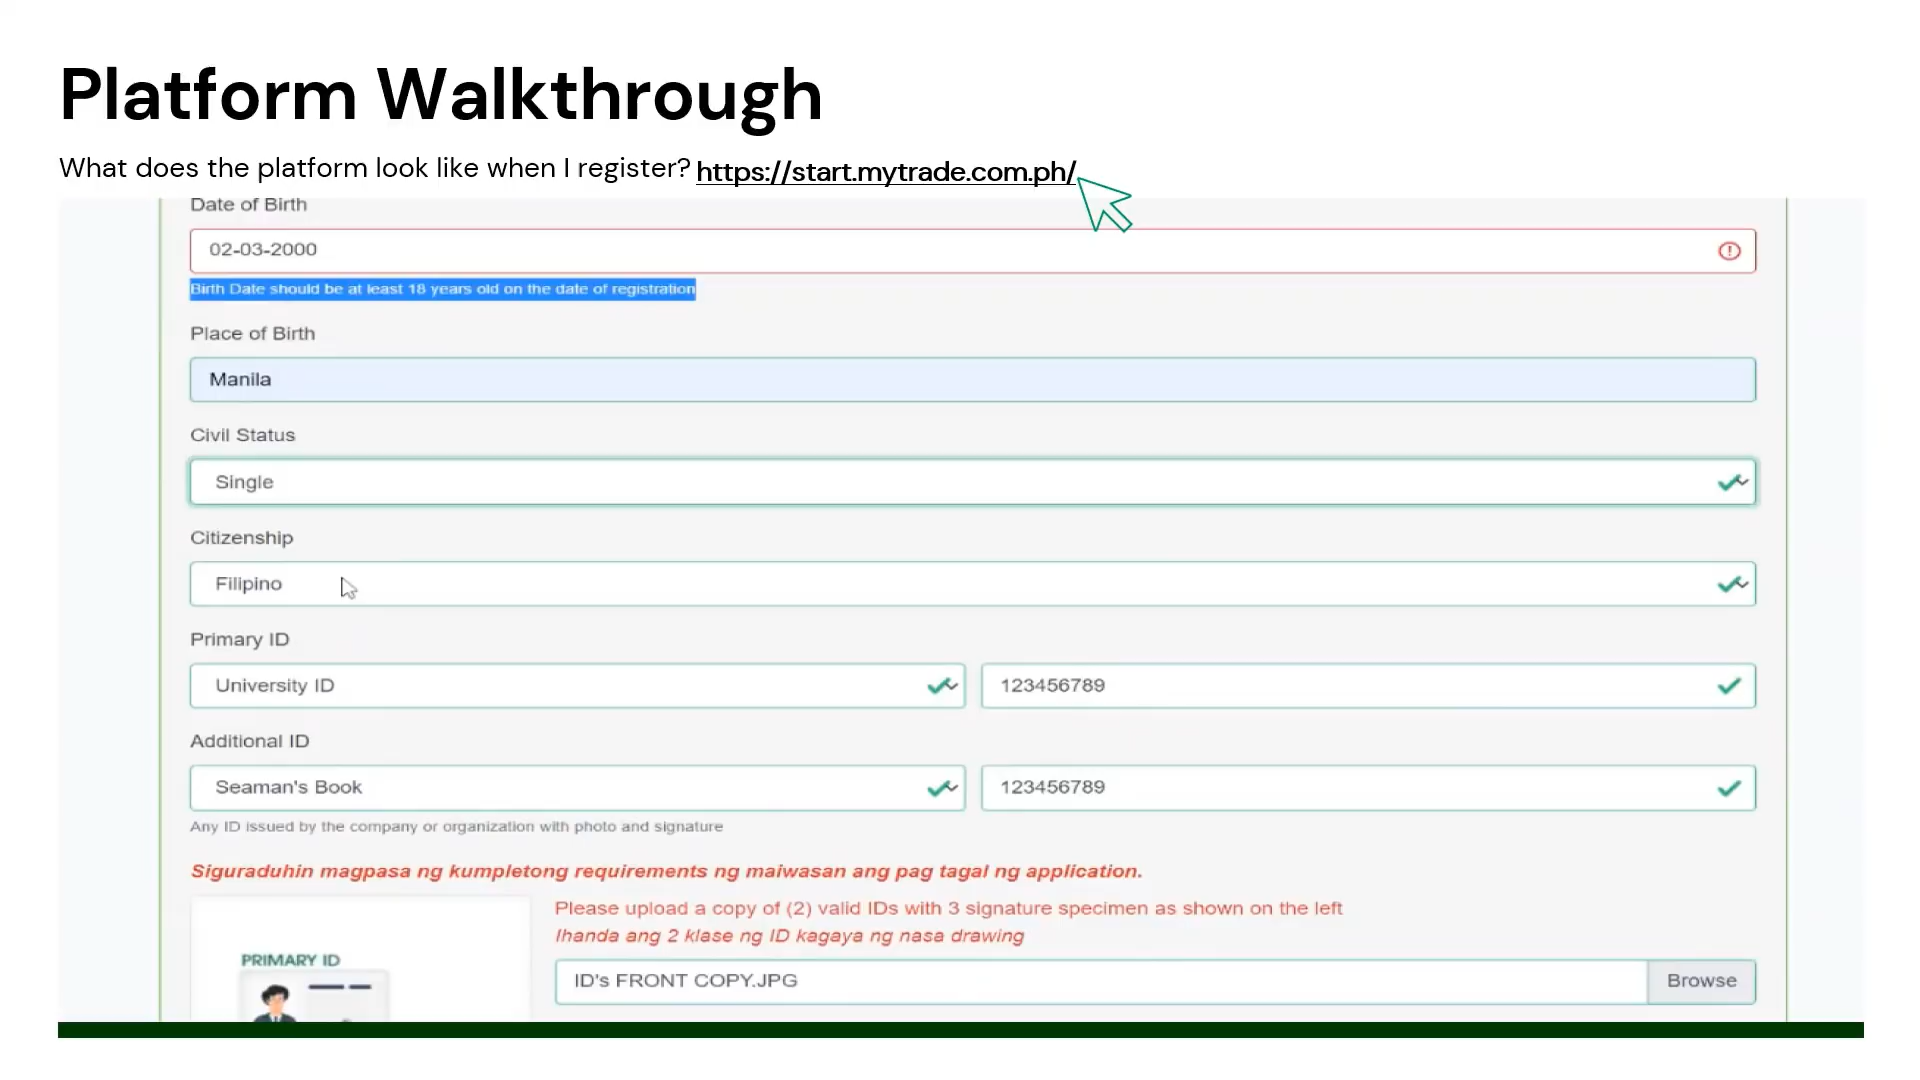 Platform Walkthrough
What does the platform look like when I register? https://start.mytrade.com.ph/
Date of Birth
02-03-2000
Birth Date should be at least 18 years old on the date of registration
Place of Birth
Manila
Civil Status
Single
Citizenship
Filipino
Primary ID
University ID 123456789
Additional ID
Seaman's Book 123456789
Any ID issued by the company or organization with photo and signature
Siguraduhin magpasa ng kumpletong requirements ng maiwasan ang pag tagal ng application.
Please upload a copy of (2) valid IDs with 3 signature specimen as shown on the left
Ihanda ang 2 klase ng ID kagaya ng nasa drawing
PRIMARY ID
ID's FRONT COPY.JPG Browse